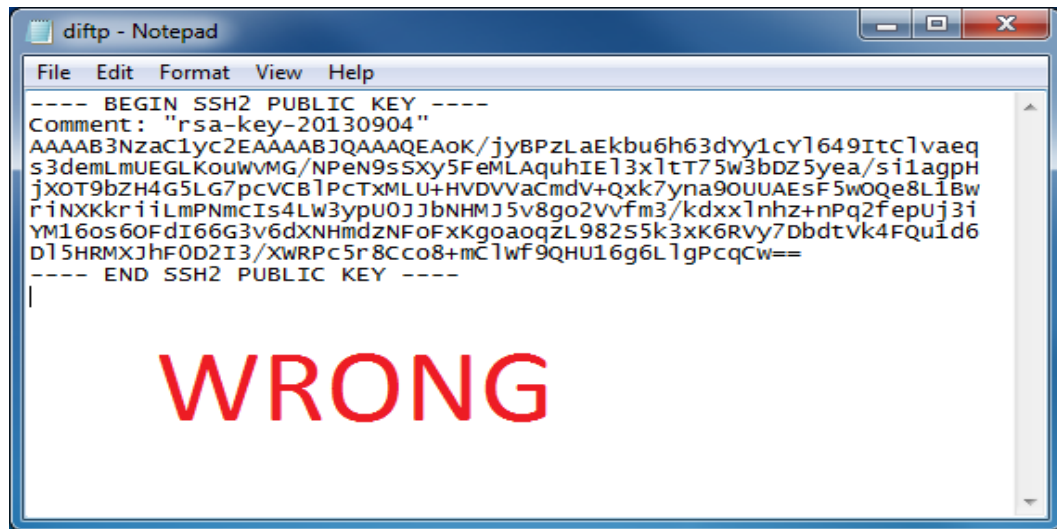 diftp - Notepad
File Edit Format View Help
---- BEGIN SSH2 PUBLIC KEY ----
Comment: "rsa-key-20130904"
AAAAB3NzaC1yc2EAAAABJQAAAQEAoK/jyBPzLaEkbu6h63dYy1cYl649ItClvaeq
s3demLmUEGLKouWvMG/NPeN9sSXy5FeMLAquhIEl3xltT75W3bDZ5yea/si1agpH
jXOT9bZH4G5LG7pcVCBlPcTxMLU+HVDVVaCmdV+Qxk7yna9OUUAEsF5wOQe8L1Bw
riNXKkriiLmPNmcIs4LW3ypU0JJbNHMJ5v8go2Vvfm3/kdxxlnhz+nPq2fepUj3i
YM16os6OFdI66G3v6dXNHmdzNFoFxKgoaoqzL982S5k3xK6RVy7DbdtVk4FQu1d6
Dl5HRMXJhF0D2I3/XWRPc5r8Cco8+mClWf9QHU16g6LlgPcqCw==
---- END SSH2 PUBLIC KEY ----
WRONG